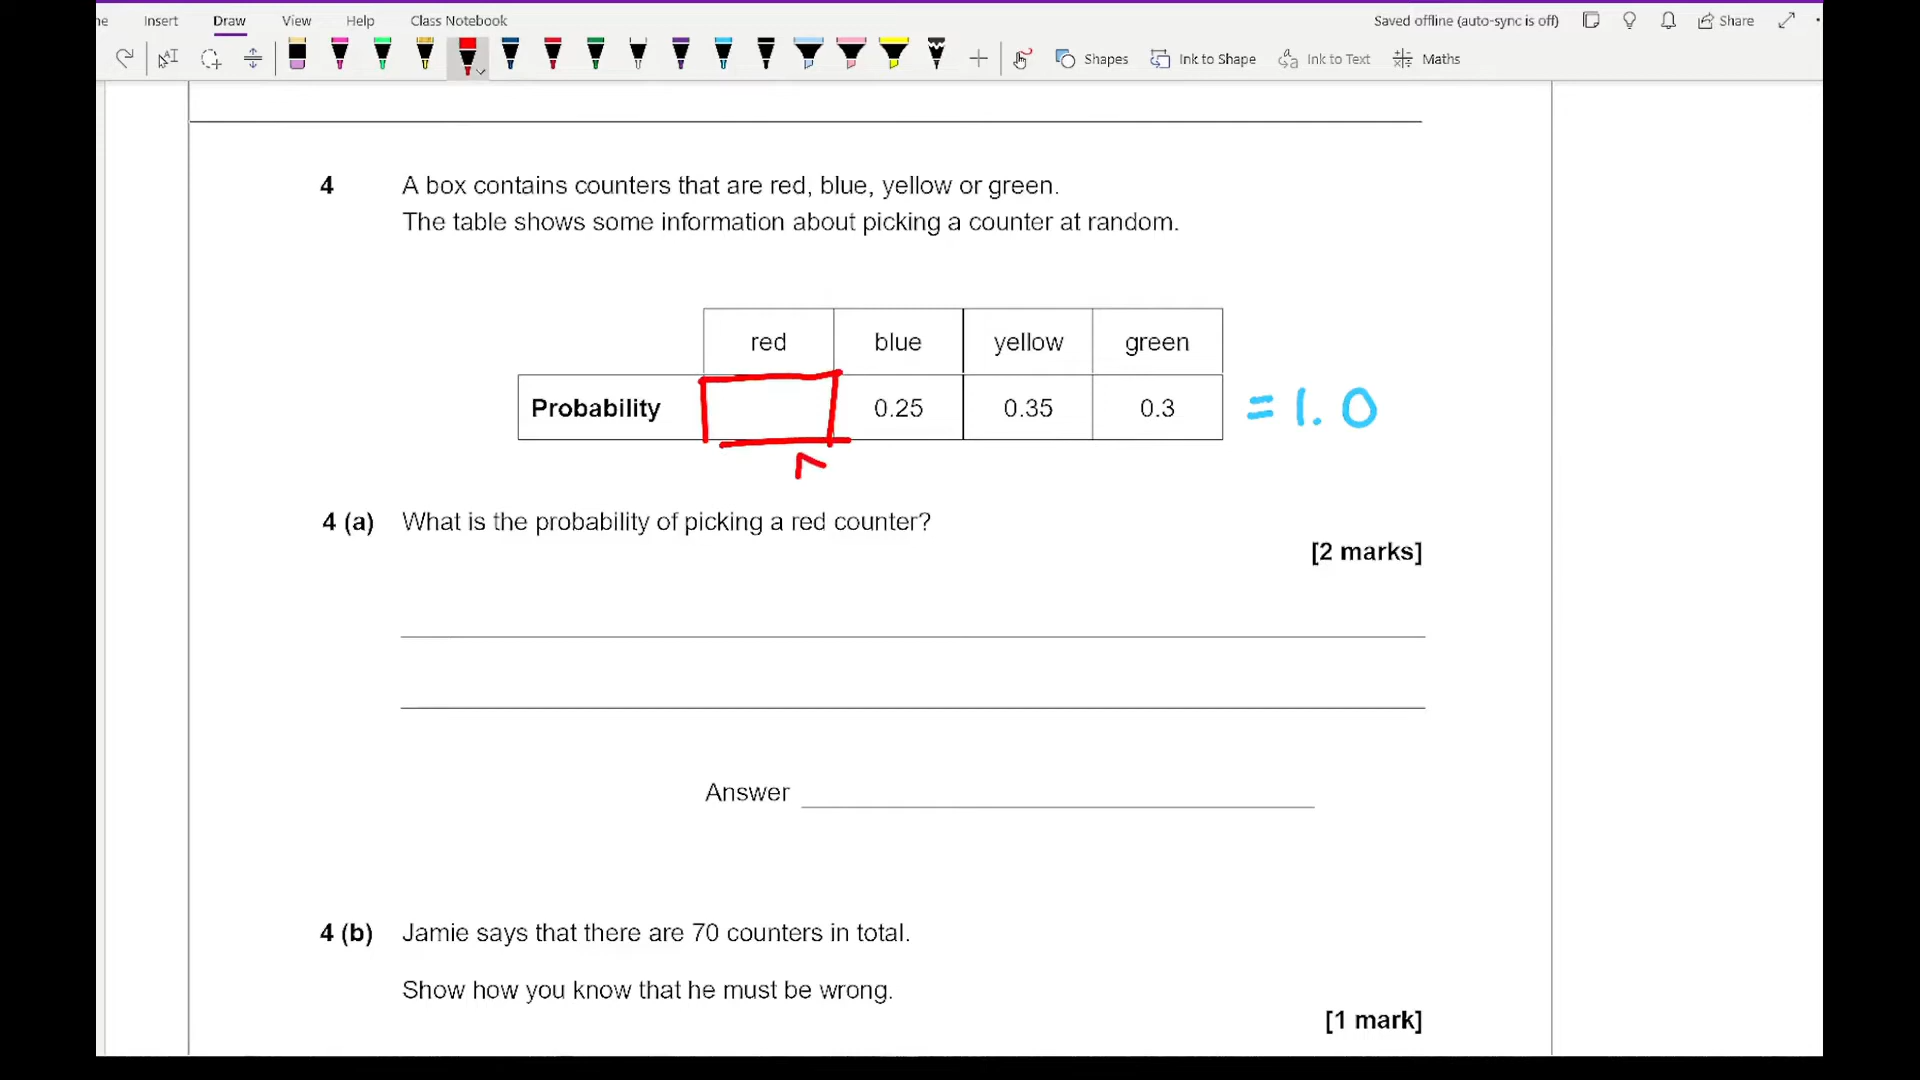 ne Insert Draw View Help Class Notebook Saved offline (auto-sync is off) Share
Shapes Ink to Shape Ink to Text Maths
4 A box contains counters that are red, blue, yellow or green.
The table shows some information about picking a counter at random.
red blue yellow green
Probability 0.25 0.35 0.3 = 1.0
4 (a) What is the probability of picking a red counter?
[2 marks]
Answer
4 (b) Jamie says that there are 70 counters in total.
Show how you know that he must be wrong.
[1 mark]